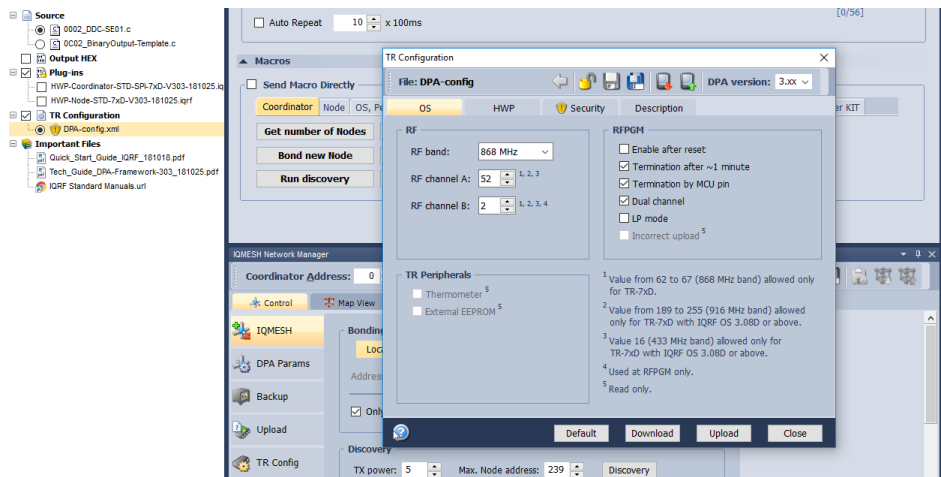 Source
0002_DDC-SE01.c
0C02_BinaryOutput-Template.c
Output HEX
Plug-ins
HWP-Coordinator-STD-SPI-7xD-V303-181025.iq
HWP-Node-STD-7xD-V303-181025.iqrf
TR Configuration
DPA-config.xml
Important Files
Quick_Start_Guide_IQRF_181018.pdf
Tech_Guide_DPA-Framework-303_181025.pdf
IQRF Standard Manuals.url
[0/56]
Auto Repeat 10 x 100ms
Macros
Send Macro Directly
Coordinator Node OS, Pe er KIT
Get number of Nodes
Bond new Node
Run discovery
TR Configuration
File: DPA-config DPA version: 3.xx
OS HWP Security Description
RF
RF band: 868 MHz
RF channel A: 52 1, 2, 3
RF channel B: 2 1, 2, 3, 4
RFPGM
Enable after reset
Termination after ~1 minute
Termination by MCU pin
Dual channel
LP mode
Incorrect upload 5
TR Peripherals
Thermometer 5
External EEPROM 5
1 Value from 62 to 67 (868 MHz band) allowed only
for TR-7xD.
2 Value from 189 to 255 (916 MHz band) allowed
only for TR-7xD with IQRF OS 3.08D or above.
3 Value 16 (433 MHz band) allowed only for
TR-7xD with IQRF OS 3.08D or above.
4 Used at RFPGM only.
5 Read only.
Default Download Upload Close
IQMESH Network Manager
Coordinator Address: 0
Control Map View
IQMESH
DPA Params
Backup
Upload
TR Config
Bonding
Loca
Address
Only
Discovery
TX power: 5 Max. Node address: 239 Discovery